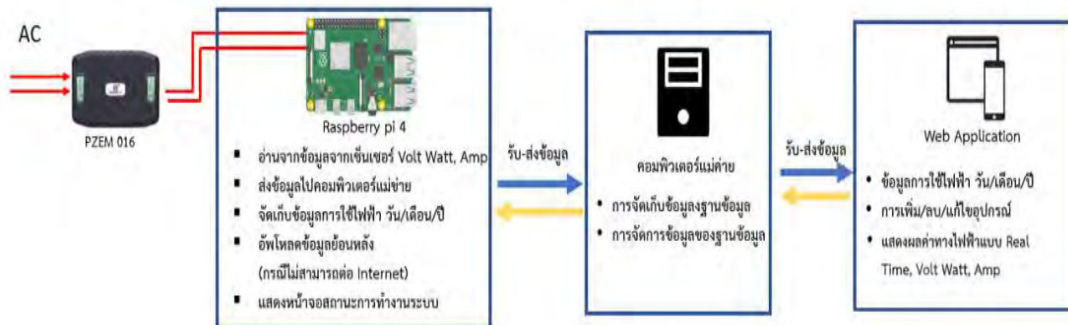 AC
PZEM 016
Raspberry pi 4
▪ อ่านจากข้อมูลจากเซ็นเซอร์ Volt Watt, Amp
▪ ส่งข้อมูลไปคอมพิวเตอร์แม่ข่าย
▪ จัดเก็บข้อมูลการใช้ไฟฟ้า วัน/เดือน/ปี
▪ อัพโหลดข้อมูลย้อนหลัง
(กรณีไม่สามารถต่อ Internet)
▪ แสดงหน้าจอสถานะการทำงานระบบ
รับ-ส่งข้อมูล
คอมพิวเตอร์แม่ค่าย
• การจัดเก็บข้อมูลงฐานข้อมูล
• การจัดการข้อมูลของฐานข้อมูล
รับ-ส่งข้อมูล
Web Application
• ข้อมูลการใช้ไฟฟ้า วัน/เดือน/ปี
• การเพิ่ม/ลบ/แก้ไขอุปกรณ์
• แสดงผลค่าทางไฟฟ้าแบบ Real
Time, Volt Watt, Amp